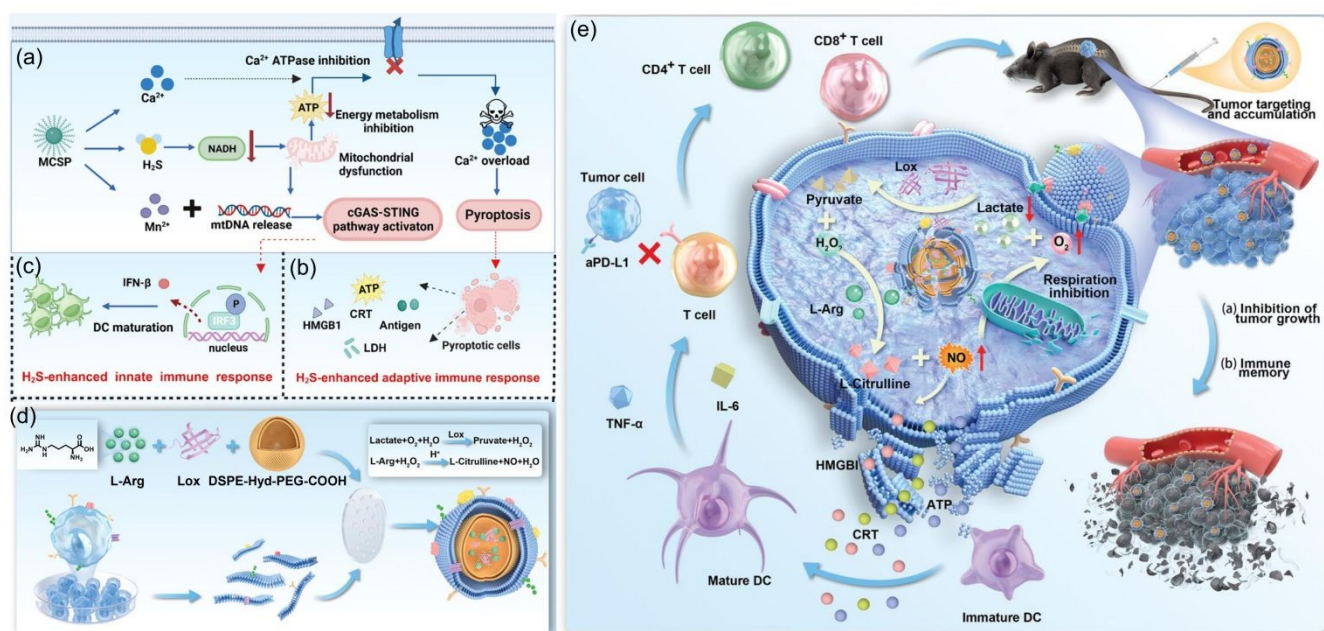 (a)
Ca²⁺ ATPase inhibition
Ca²⁺
ATP
Energy metabolism
inhibition
MCSP
H₂S
NADH
Mitochondrial
dysfunction
Ca²⁺ overload
Mn²⁺
mtDNA release
cGAS-STING
pathway activaton
Pyroptosis
(c)
IFN-β
P
IRF3
DC maturation
nucleus
H₂S-enhanced innate immune response
(b)
ATP
CRT
HMGB1
Antigen
LDH
Pyroptotic cells
H₂S-enhanced adaptive immune response
(d)
H₂N
NH
N
H
O
OH
NH₂
L-Arg
Lox
DSPE-Hyd-PEG-COOH
Lactate+O₂+H₂O Lox Pruvate+H₂O₂
L-Arg+H₂O₂ H⁺ L-Citrulline+NO+H₂O
(e)
CD4⁺ T cell
CD8⁺ T cell
Tumor targeting
and accumulation
Tumor cell
aPD-L1
T cell
Lox
Pyruvate
Lactate
H₂O₂
O₂
Respiration
inhibition
L-Arg
NO
L-Citrulline
(a) Inhibition of
tumor growth
(b) Immune
memory
IL-6
TNF-α
HMGBI
ATP
CRT
Mature DC
Immature DC